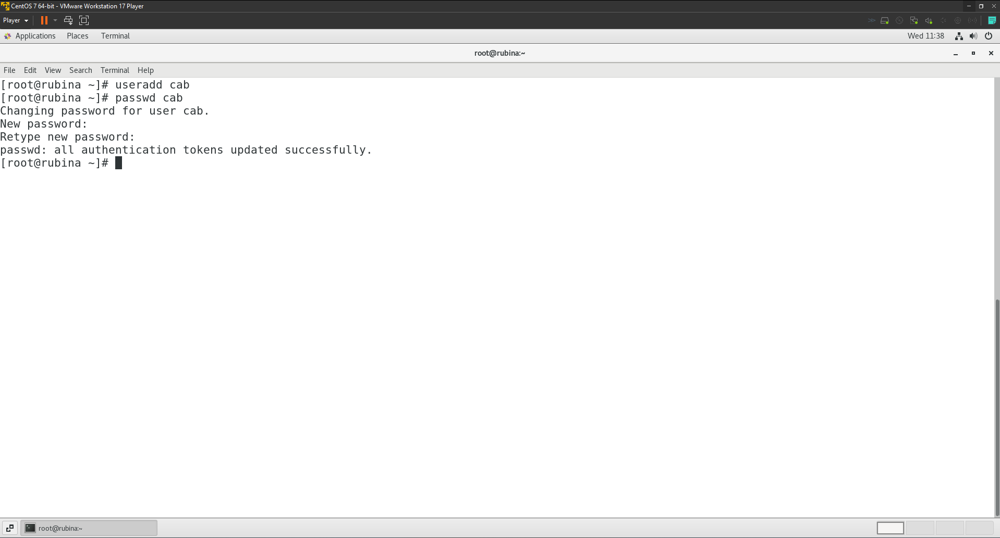 CentOS 7 64-bit - VMware Workstation 17 Player
Player
Applications Places Terminal Wed 11:38
root@rubina:~
File Edit View Search Terminal Help
[root@rubina ~]# useradd cab
[root@rubina ~]# passwd cab
Changing password for user cab.
New password:
Retype new password:
passwd: all authentication tokens updated successfully.
[root@rubina ~]#
root@rubina:~